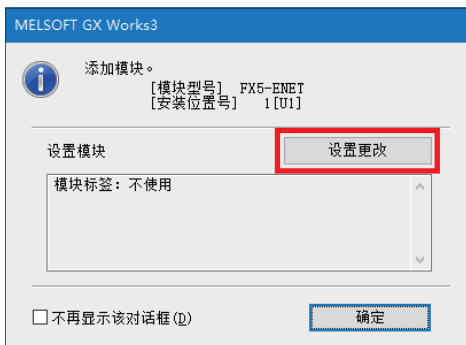 MELSOFT GX Works3
添加模块。
[模块型号] FX5-ENET
[安装位置号] 1[U1]
设置模块
设置更改
模块标签：不使用
不再显示该对话框(D)
确定